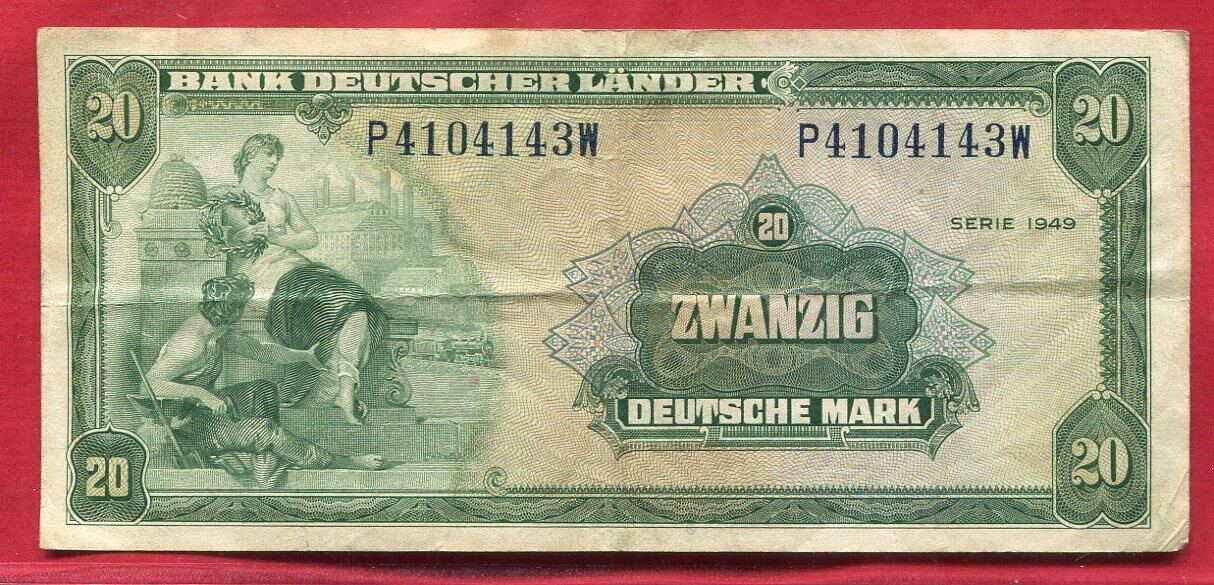 BANK DEUTSCHER LÄNDER
20
20
P4104143W
P4104143W
20
SERIE 1949
ZWANZIG
DEUTSCHE MARK
20
20